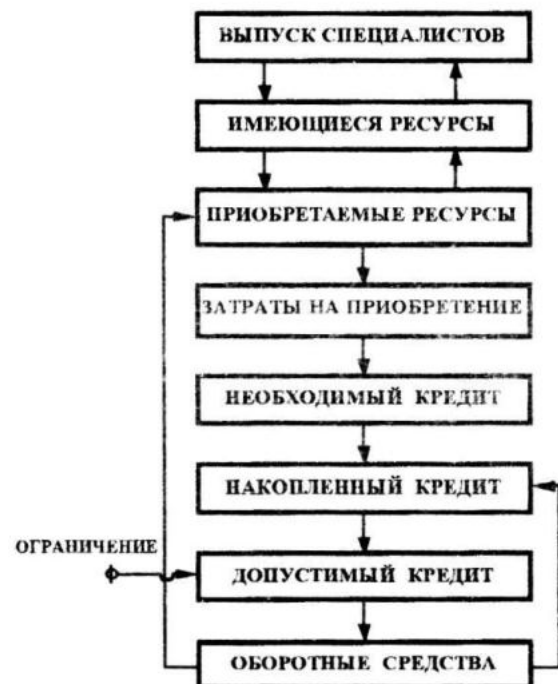 ВЫПУСК СПЕЦИАЛИСТОВ
ИМЕЮЩИЕСЯ РЕСУРСЫ
ПРИОБРЕТАЕМЫЕ РЕСУРСЫ
ЗАТРАТЫ НА ПРИОБРЕТЕНИЕ
НЕОБХОДИМЫЙ КРЕДИТ
НАКОПЛЕННЫЙ КРЕДИТ
ОГРАНИЧЕНИЕ
ДОПУСТИМЫЙ КРЕДИТ
ОБОРОТНЫЕ СРЕДСТВА